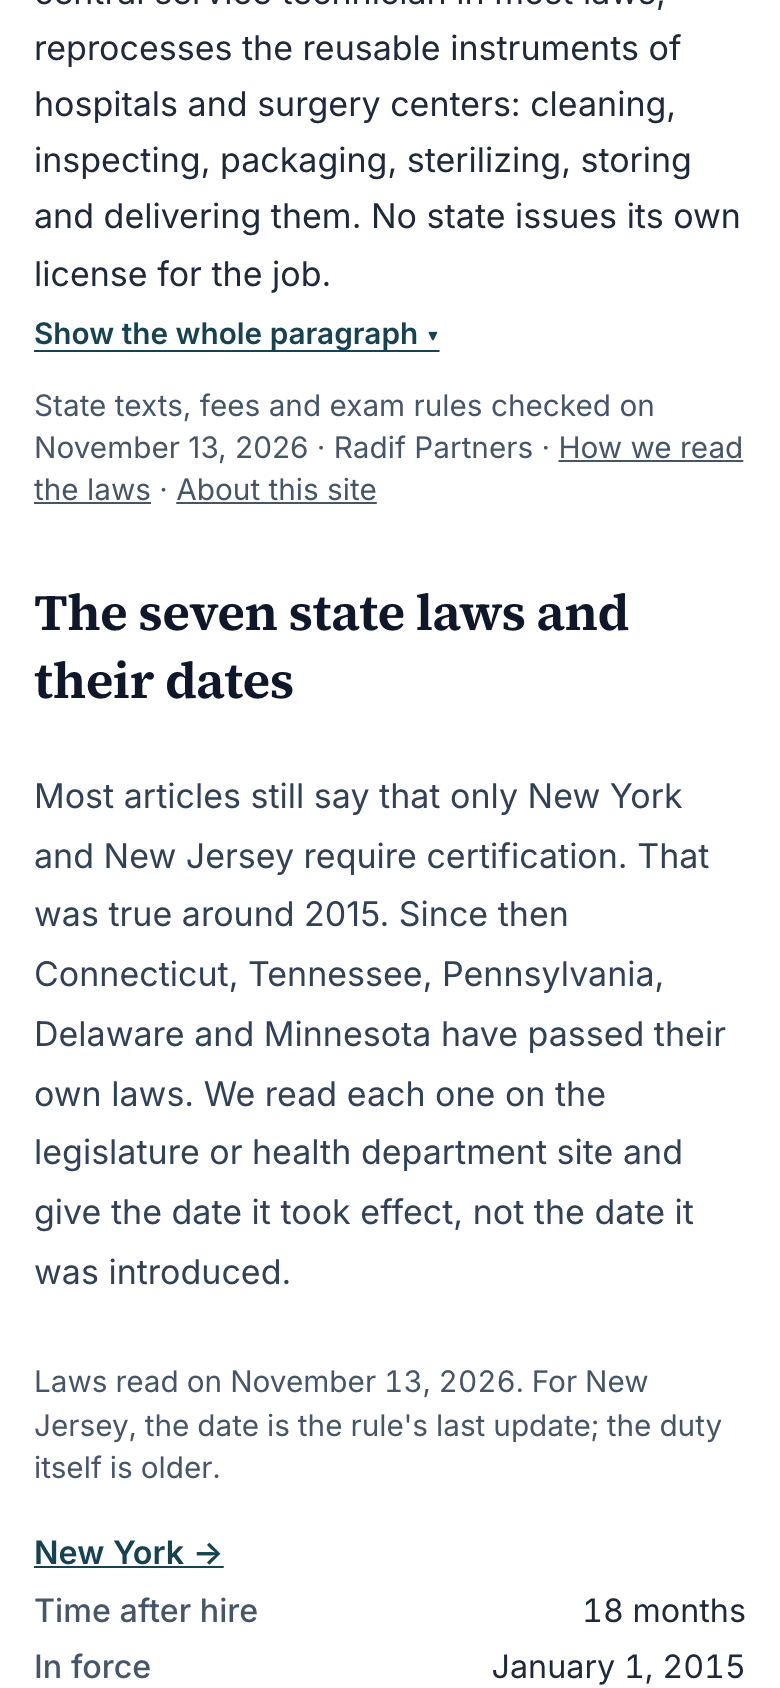 central service technician in most laws,
reprocesses the reusable instruments of
hospitals and surgery centers: cleaning,
inspecting, packaging, sterilizing, storing
and delivering them. No state issues its own
license for the job.
Show the whole paragraph ▾
State texts, fees and exam rules checked on
November 13, 2026 · Radif Partners · How we read
the laws · About this site
The seven state laws and
their dates
Most articles still say that only New York
and New Jersey require certification. That
was true around 2015. Since then
Connecticut, Tennessee, Pennsylvania,
Delaware and Minnesota have passed their
own laws. We read each one on the
legislature or health department site and
give the date it took effect, not the date it
was introduced.
Laws read on November 13, 2026. For New
Jersey, the date is the rule's last update; the duty
itself is older.
New York →
Time after hire 18 months
In force January 1, 2015